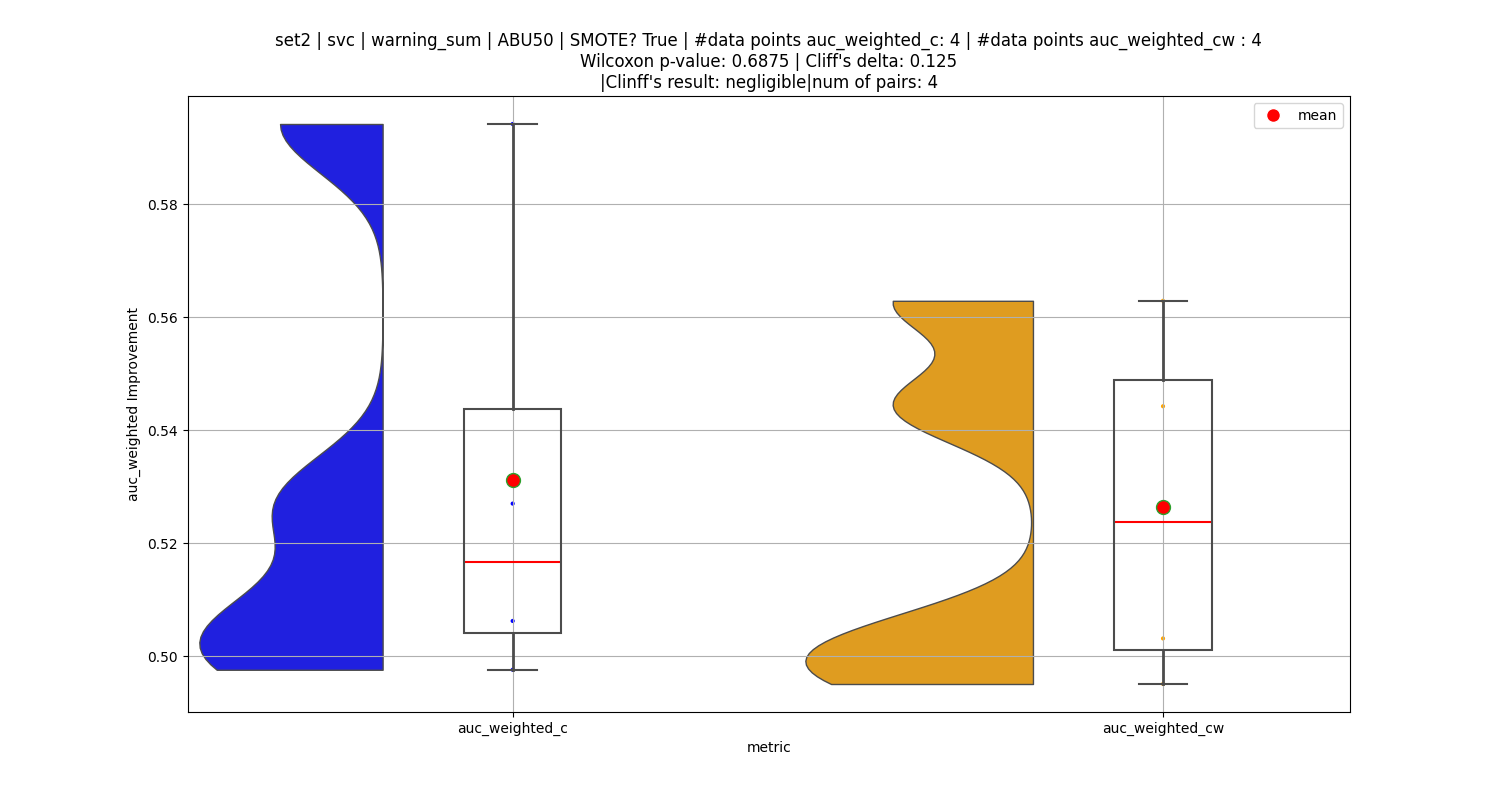 set2 | svc | warning_sum | ABU50 | SMOTE? True | #data points auc_weighted_c: 4 | #data points auc_weighted_cw : 4
Wilcoxon p-value: 0.6875 | Cliff's delta: 0.125
|Clinff's result: negligible|num of pairs: 4
mean
0.58
0.56
0.54
0.52
0.50
auc_weighted Improvement
auc_weighted_c
auc_weighted_cw
metric